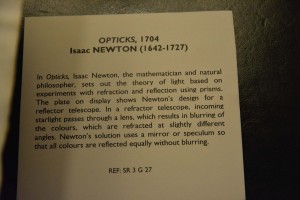 OPTICKS, 1704
Isaac NEWTON (1642-1727)
In Opticks, Isaac Newton, the mathematician and natural
philosopher, sets out the theory of light based on
experiments with refraction and reflection using prisms.
The plate on display shows Newton's design for a
reflector telescope. In a refractor telescope, incoming
starlight passes through a lens, which results in blurring of
the colours, which are refracted at slightly different
angles. Newton's solution uses a mirror or speculum so
that all colours are reflected equally without blurring.
REF: SR 3 G 27